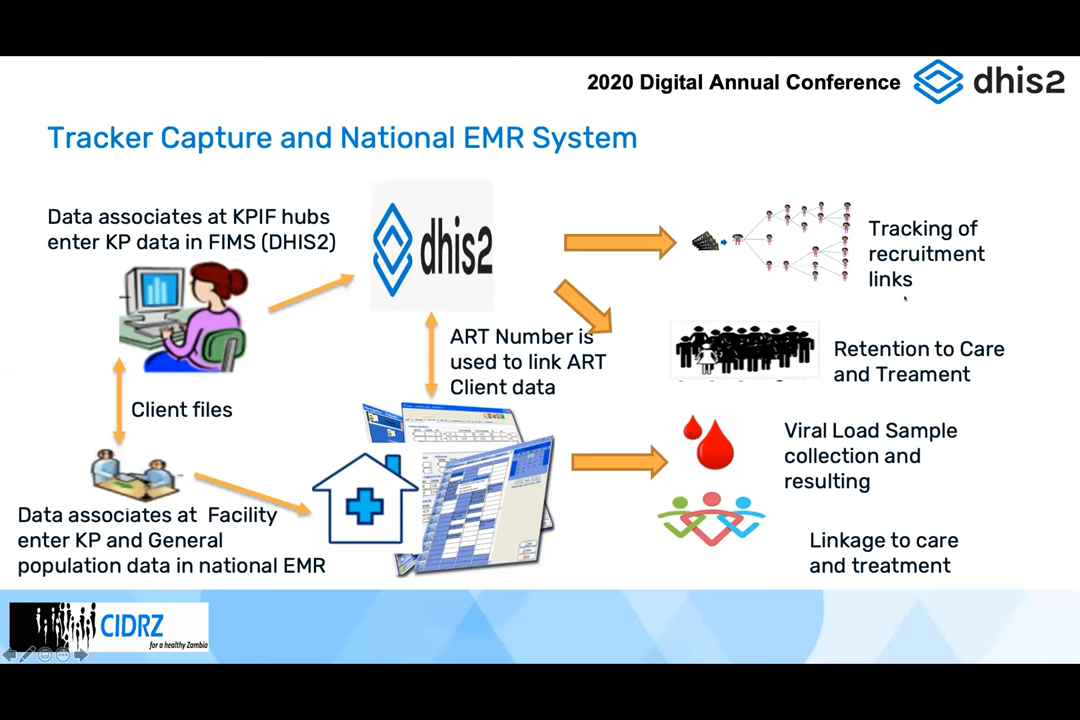 2020 Digital Annual Conference
dhis2
Tracker Capture and National EMR System
Data associates at KPIF hubs
enter KP data in FIMS (DHIS2)
dhis2
Tracking of
recruitment
links
ART Number is
used to link ART
Client data
Retention to Care
and Treament
Client files
Viral Load Sample
collection and
resulting
Data associates at Facility
enter KP and General
population data in national EMR
Linkage to care
and treatment
CIDRZ
for a healthy Zambia